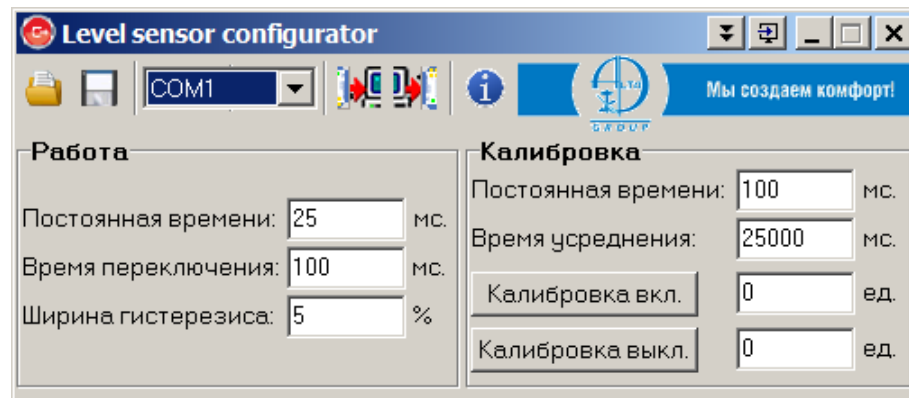 Level sensor configurator
COM1
Мы создаем комфорт!
GROUP
Работа
Постоянная времени: 25 мс.
Время переключения: 100 мс.
Ширина гистерезиса: 5 %
Калибровка
Постоянная времени: 100 мс.
Время усреднения: 25000 мс.
Калибровка вкл. 0 ед.
Калибровка выкл. 0 ед.